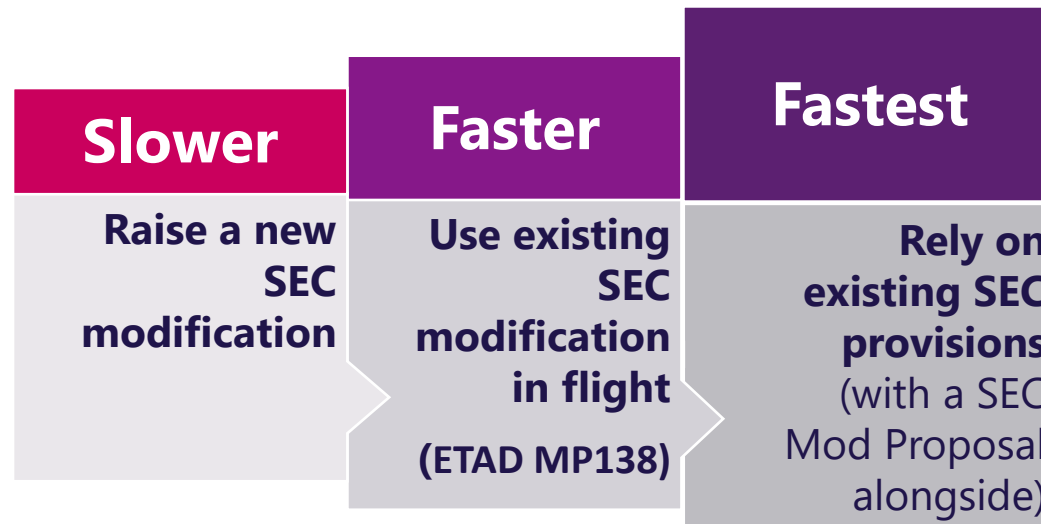 Slower
Raise a new
SEC
modification
Faster
Use existing
SEC
modification
in flight
(ETAD MP138)
Fastest
Rely on
existing SEC
provisions
(with a SEC
Mod Proposal
alongside)